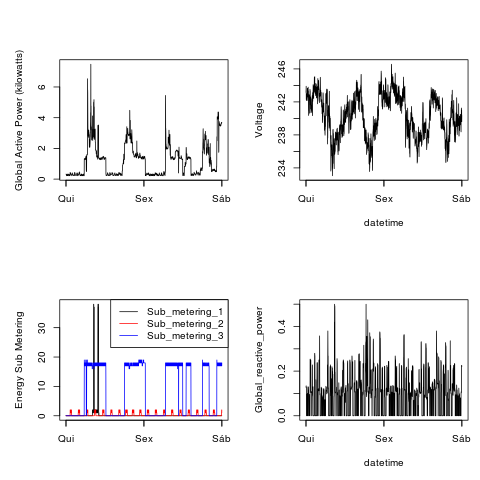 Global Active Power (kilowatts)
6
4
2
0
Qui Sex Sáb
Voltage
246
242
238
234
Qui Sex Sáb
datetime
Energy Sub Metering
30
20
10
0
Sub_metering_1
Sub_metering_2
Sub_metering_3
Qui Sex Sáb
Global_reactive_power
0.4
0.2
0.0
Qui Sex Sáb
datetime